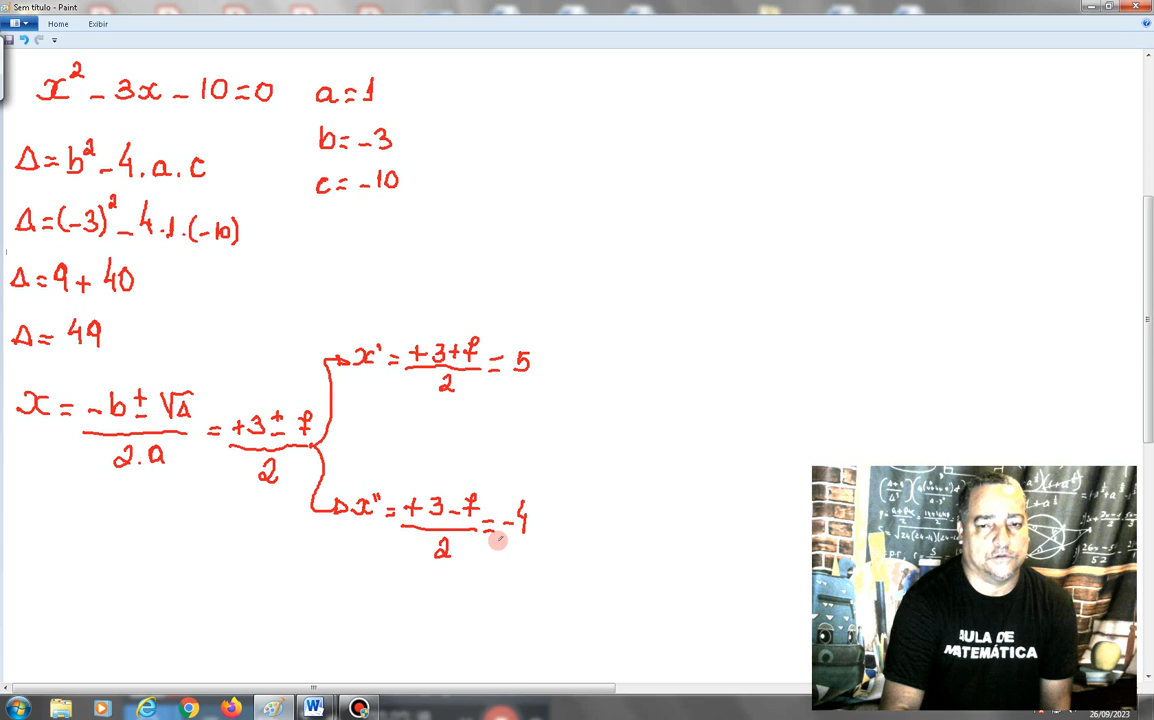 Sem título - Paint
Home Exibir
x² - 3x - 10 = 0
a = 1
b = -3
c = -10
Δ = b² - 4 . a . c
Δ = (-3)² - 4 . 1 . (-10)
Δ = 9 + 40
Δ = 49
x = (-b ± √Δ)/(2 . a) = (+3 ± 7)/2
x' = (+3 + 7)/2 = 5
x'' = (+3 - 7)/2 = -4
AULA DE
MATEMÁTICA
26/09/2023